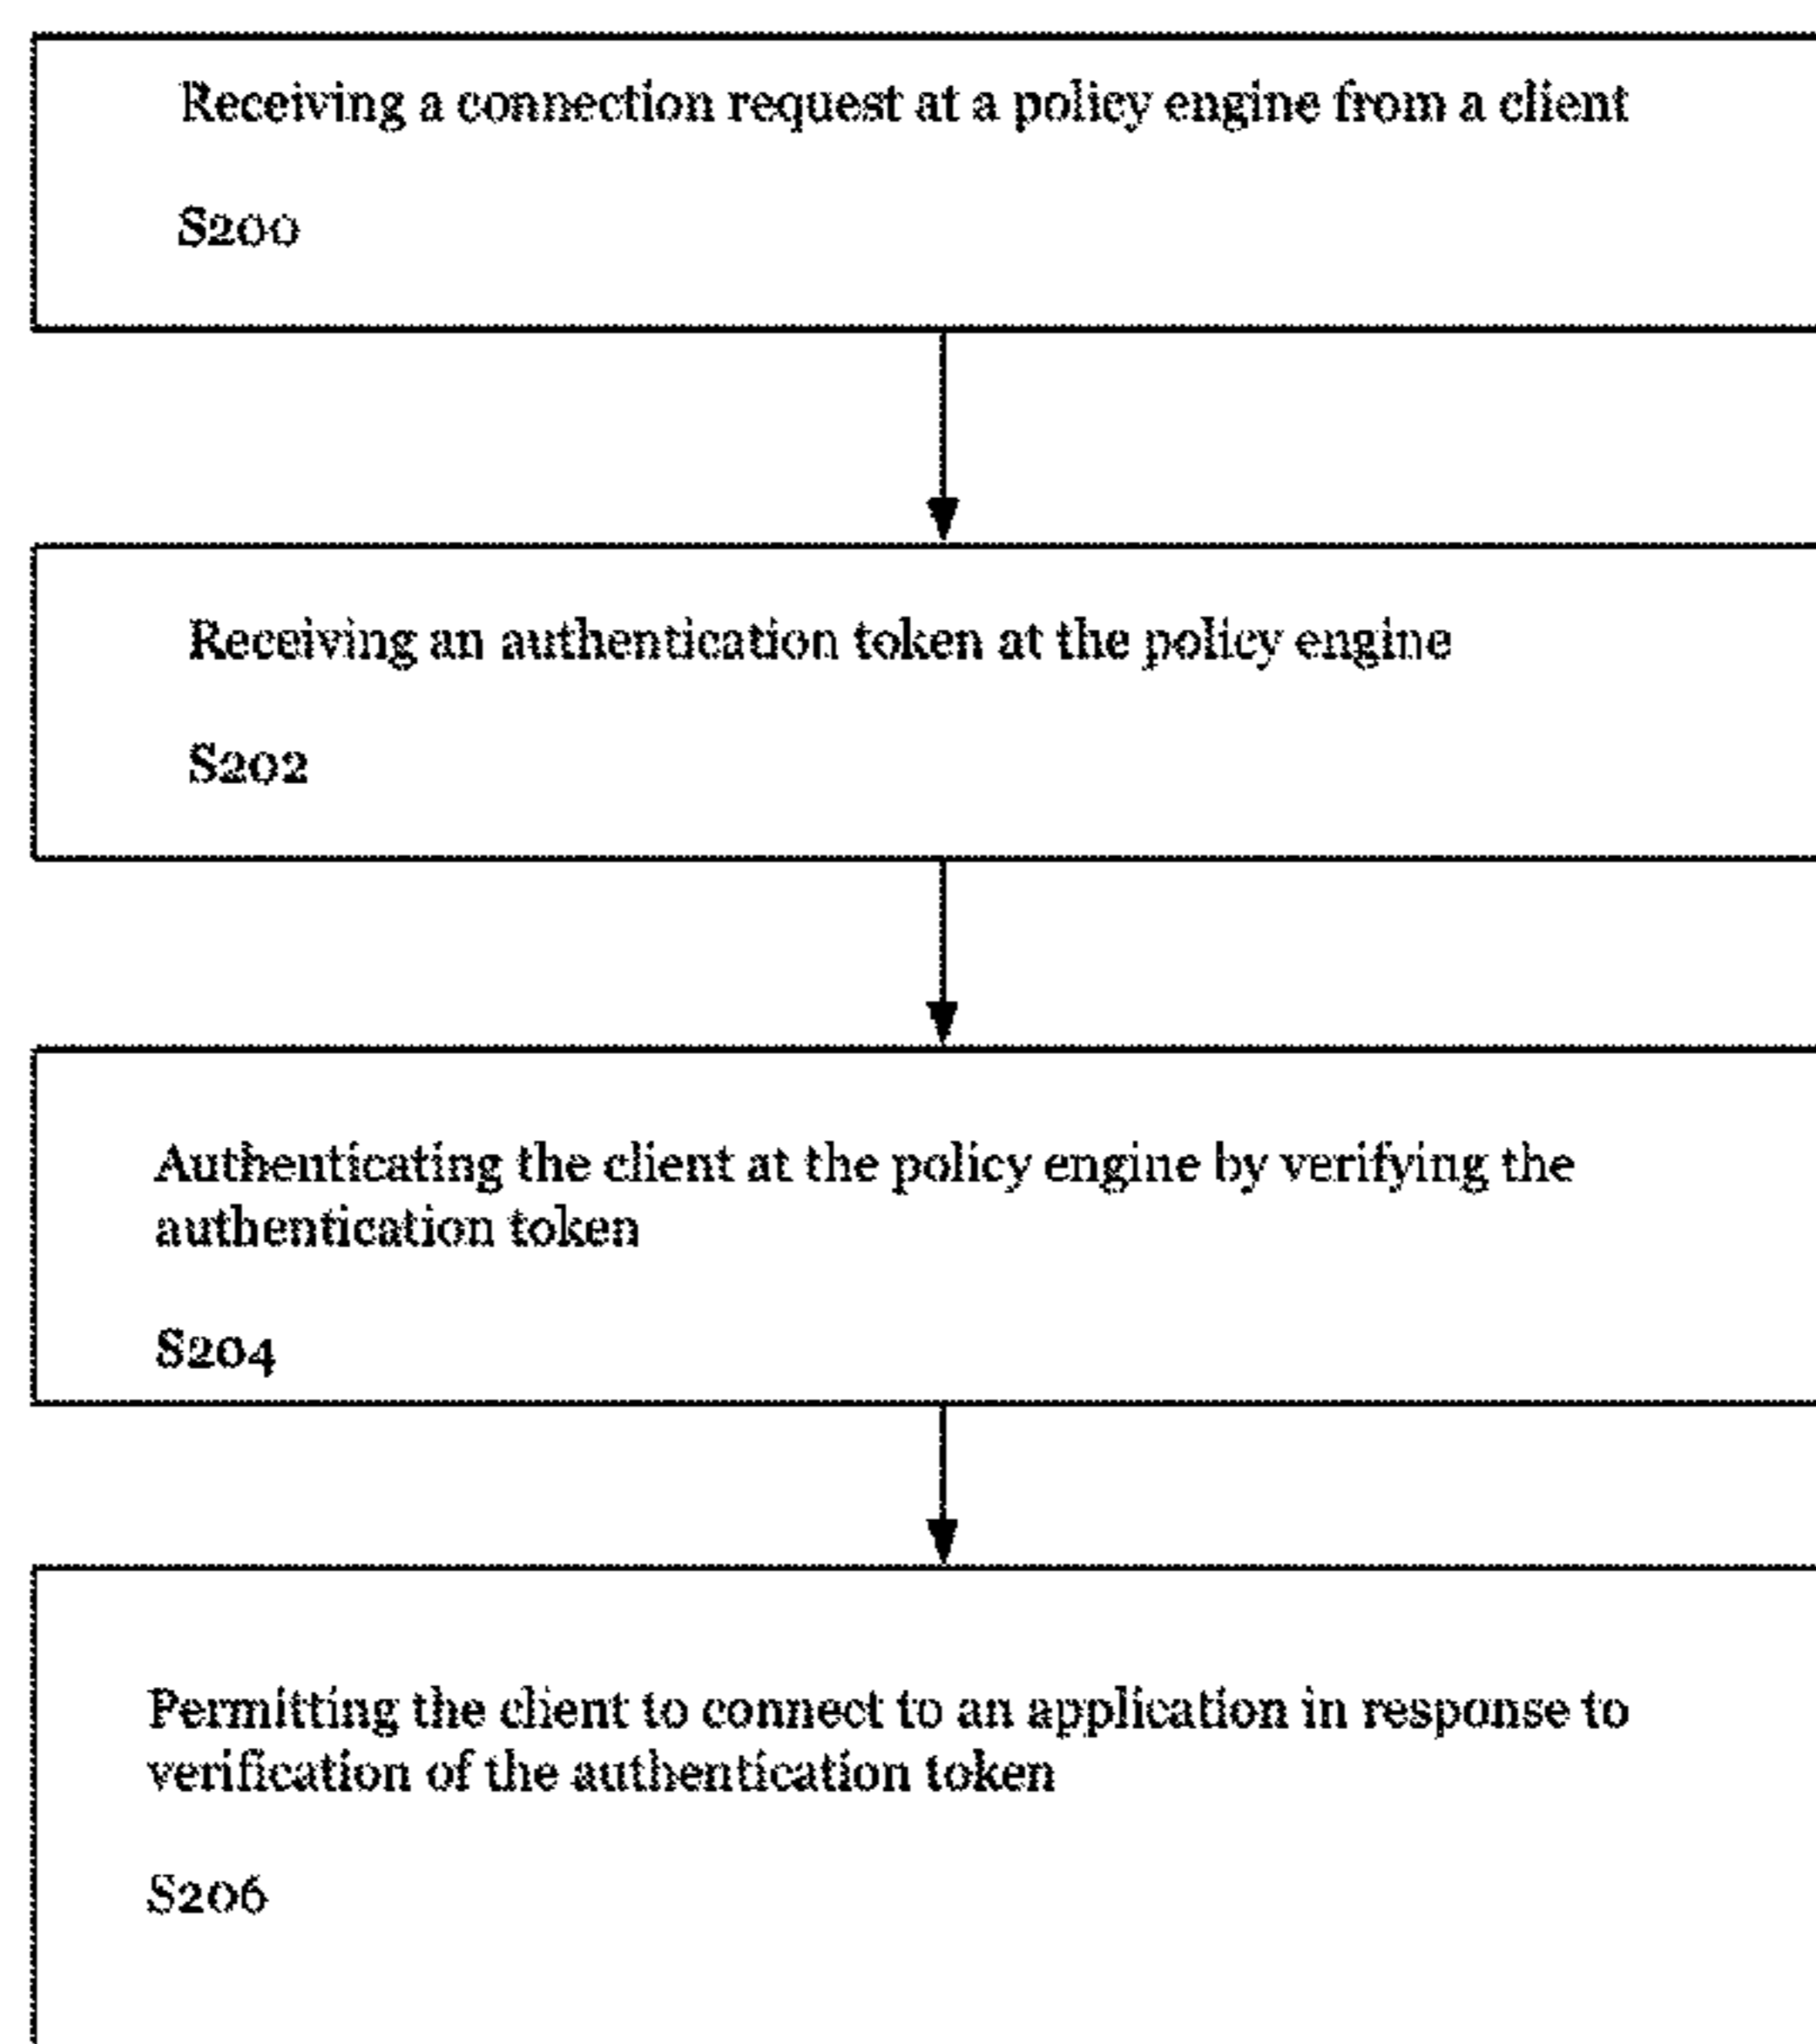 Receiving a connection request at a policy engine from a client
S200
Receiving an authentication token at the policy engine
S202
Authenticating the client at the policy engine by verifying the
authentication token
S204
Permitting the client to connect to an application in response to
verification of the authentication token
S206